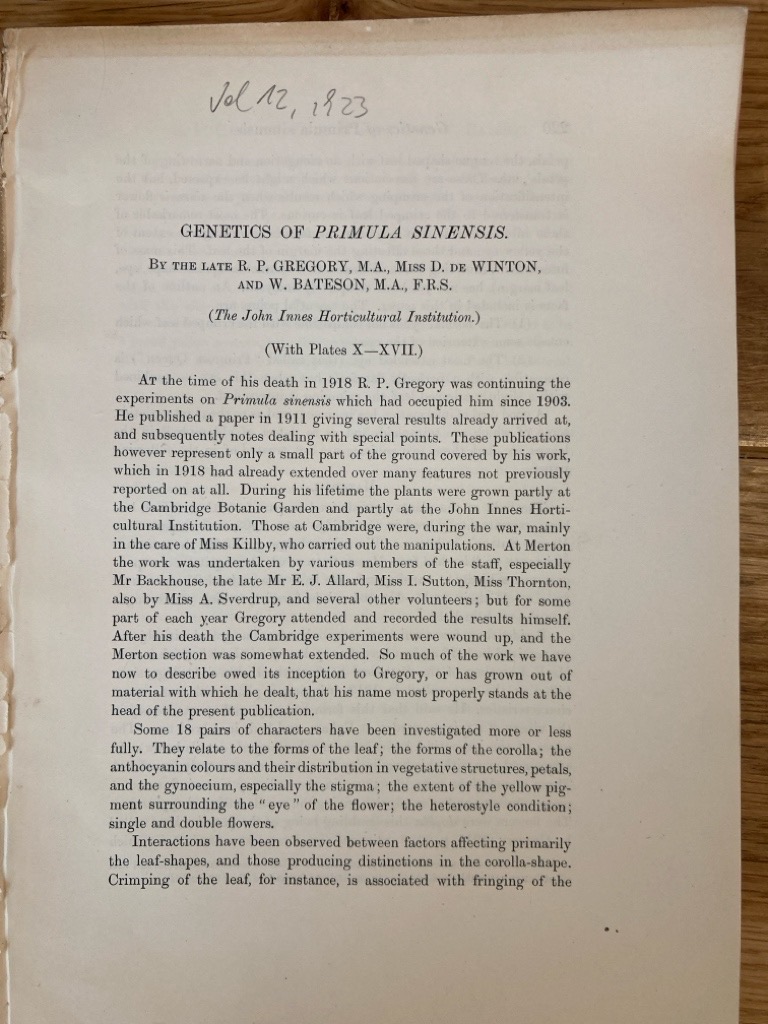 Vol 12, 1923
GENETICS OF PRIMULA SINENSIS.
By the late R. P. GREGORY, M.A., Miss D. de WINTON,
and W. BATESON, M.A., F.R.S.
(The John Innes Horticultural Institution.)
(With Plates X—XVII.)
At the time of his death in 1918 R. P. Gregory was continuing the
experiments on Primula sinensis which had occupied him since 1903.
He published a paper in 1911 giving several results already arrived at,
and subsequently notes dealing with special points. These publications
however represent only a small part of the ground covered by his work,
which in 1918 had already extended over many features not previously
reported on at all. During his lifetime the plants were grown partly at
the Cambridge Botanic Garden and partly at the John Innes Horti-
cultural Institution. Those at Cambridge were, during the war, mainly
in the care of Miss Killby, who carried out the manipulations. At Merton
the work was undertaken by various members of the staff, especially
Mr Backhouse, the late Mr E. J. Allard, Miss I. Sutton, Miss Thornton,
also by Miss A. Sverdrup, and several other volunteers; but for some
part of each year Gregory attended and recorded the results himself.
After his death the Cambridge experiments were wound up, and the
Merton section was somewhat extended. So much of the work we have
now to describe owed its inception to Gregory, or has grown out of
material with which he dealt, that his name most properly stands at the
head of the present publication.
Some 18 pairs of characters have been investigated more or less
fully. They relate to the forms of the leaf; the forms of the corolla; the
anthocyanin colours and their distribution in vegetative structures, petals,
and the gynoecium, especially the stigma; the extent of the yellow pig-
ment surrounding the "eye" of the flower; the heterostyle condition;
single and double flowers.
Interactions have been observed between factors affecting primarily
the leaf-shapes, and those producing distinctions in the corolla-shape.
Crimping of the leaf, for instance, is associated with fringing of the